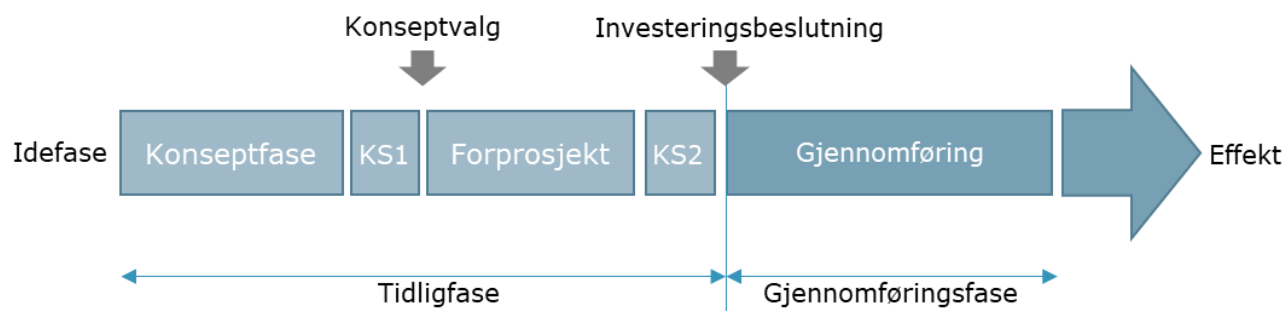 Konseptvalg
Investeringsbeslutning
Idefase
Konseptfase
KS1
Forprosjekt
KS2
Gjennomføring
Effekt
Tidligfase
Gjennomføringsfase